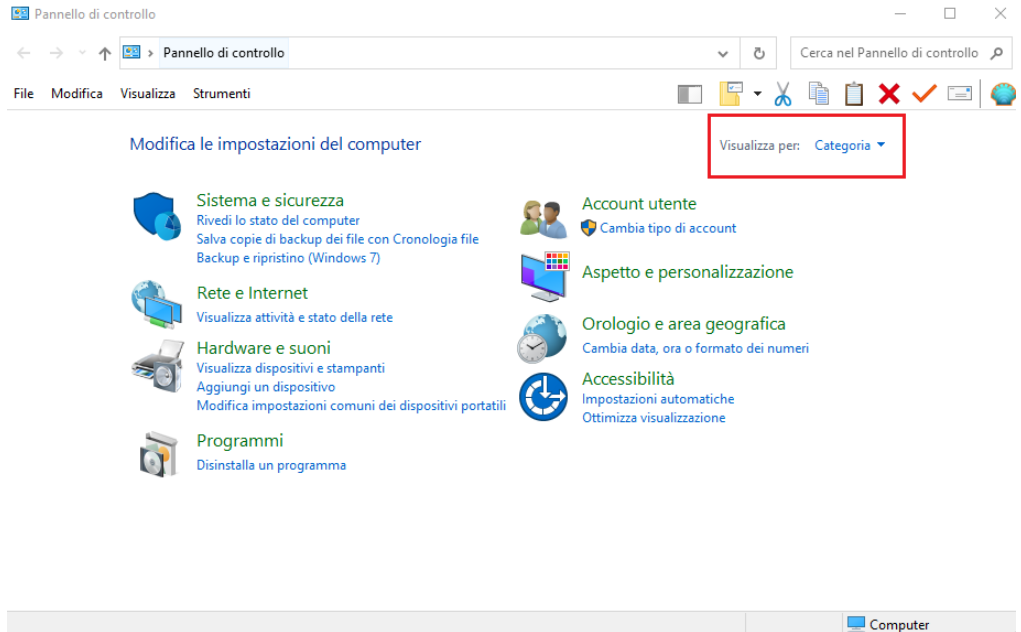 Pannello di controllo
Pannello di controllo
Cerca nel Pannello di controllo
File Modifica Visualizza Strumenti
Modifica le impostazioni del computer
Visualizza per: Categoria
Sistema e sicurezza
Rivedi lo stato del computer
Salva copie di backup dei file con Cronologia file
Backup e ripristino (Windows 7)
Rete e Internet
Visualizza attività e stato della rete
Hardware e suoni
Visualizza dispositivi e stampanti
Aggiungi un dispositivo
Modifica impostazioni comuni dei dispositivi portatili
Programmi
Disinstalla un programma
Account utente
Cambia tipo di account
Aspetto e personalizzazione
Orologio e area geografica
Cambia data, ora o formato dei numeri
Accessibilità
Impostazioni automatiche
Ottimizza visualizzazione
Computer